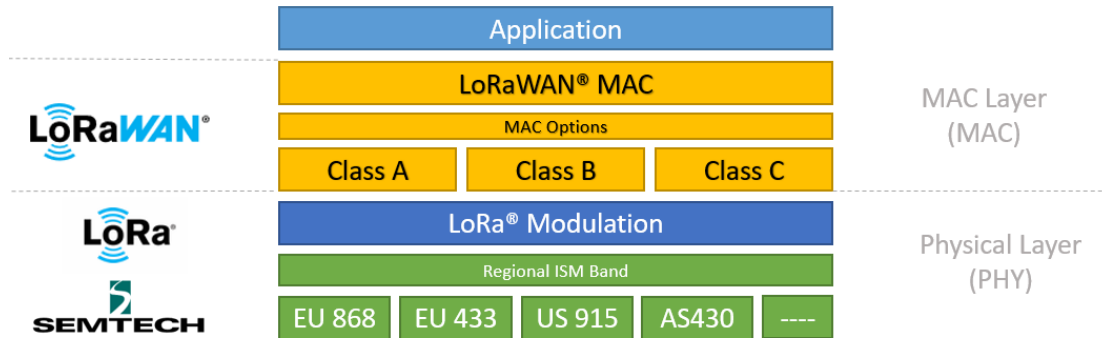 Application
LoRaWAN® MAC
MAC Options
Class A Class B Class C
LoRaWAN®
MAC Layer
(MAC)
LoRa® Modulation
Regional ISM Band
EU 868 EU 433 US 915 AS430 ----
LoRa®
SEMTECH
Physical Layer
(PHY)